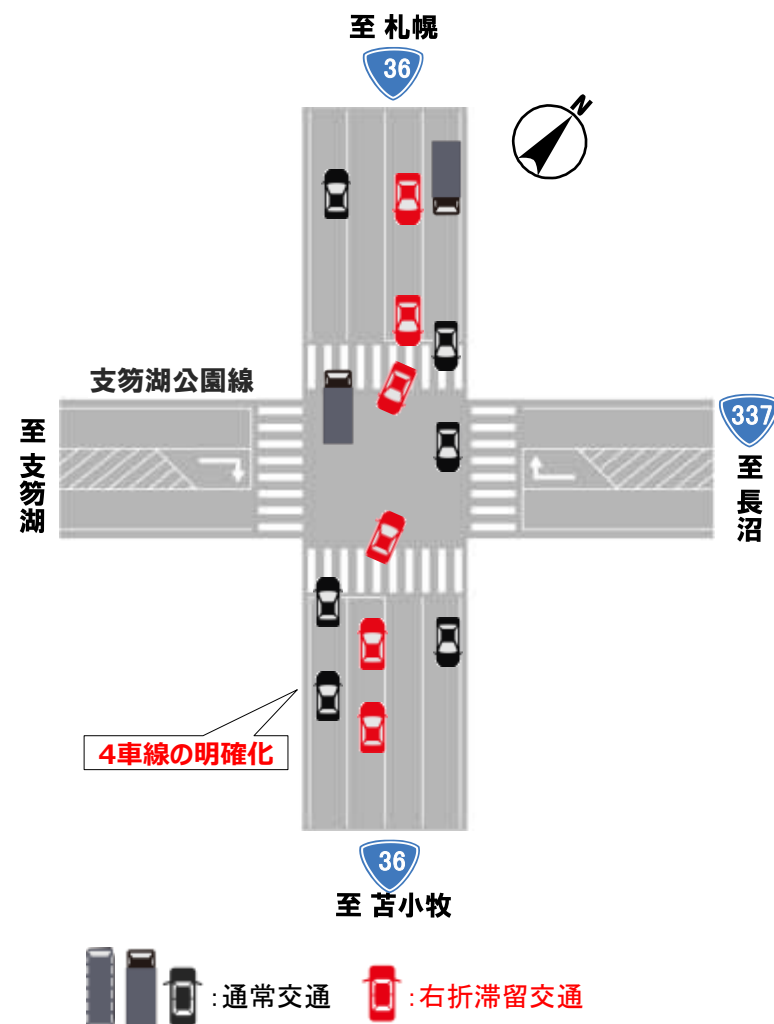 至 札幌
36
N
支笏湖公園線
337
至 支笏湖
至 長沼
4車線の明確化
36
至 苫小牧
:通常交通
:右折滞留交通